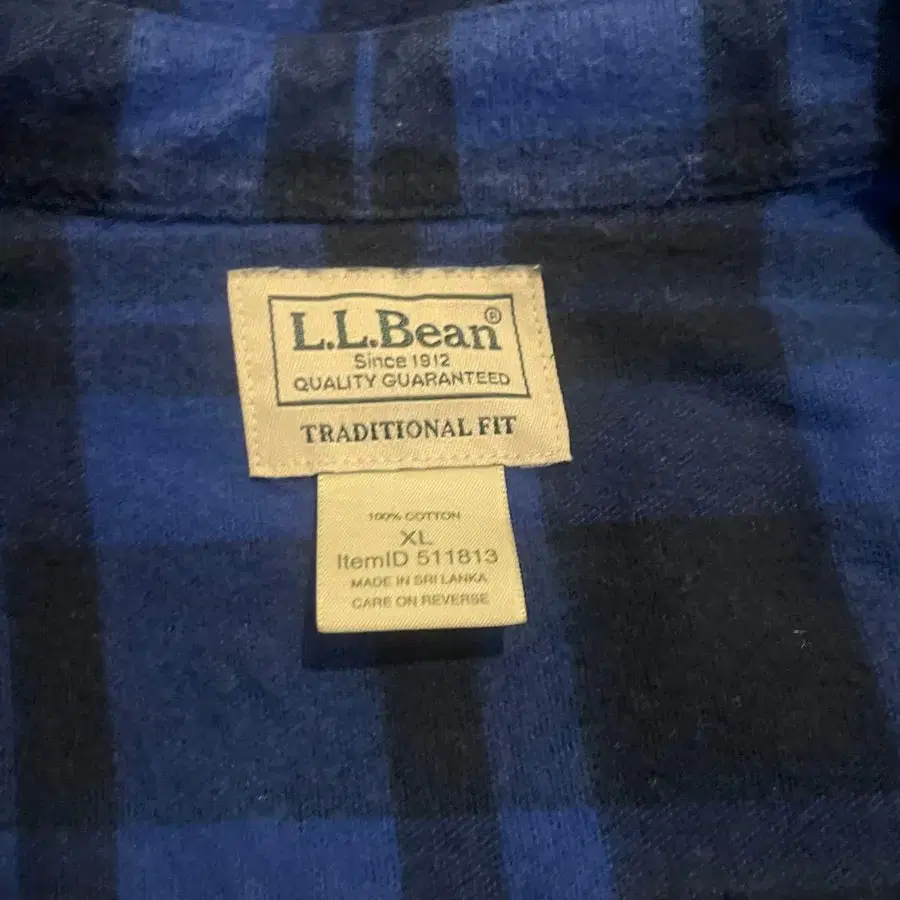 L.L.Bean®
Since 1912
QUALITY GUARANTEED
TRADITIONAL FIT
100% COTTON
XL
ItemID 511813
MADE IN SRI LANKA
CARE ON REVERSE